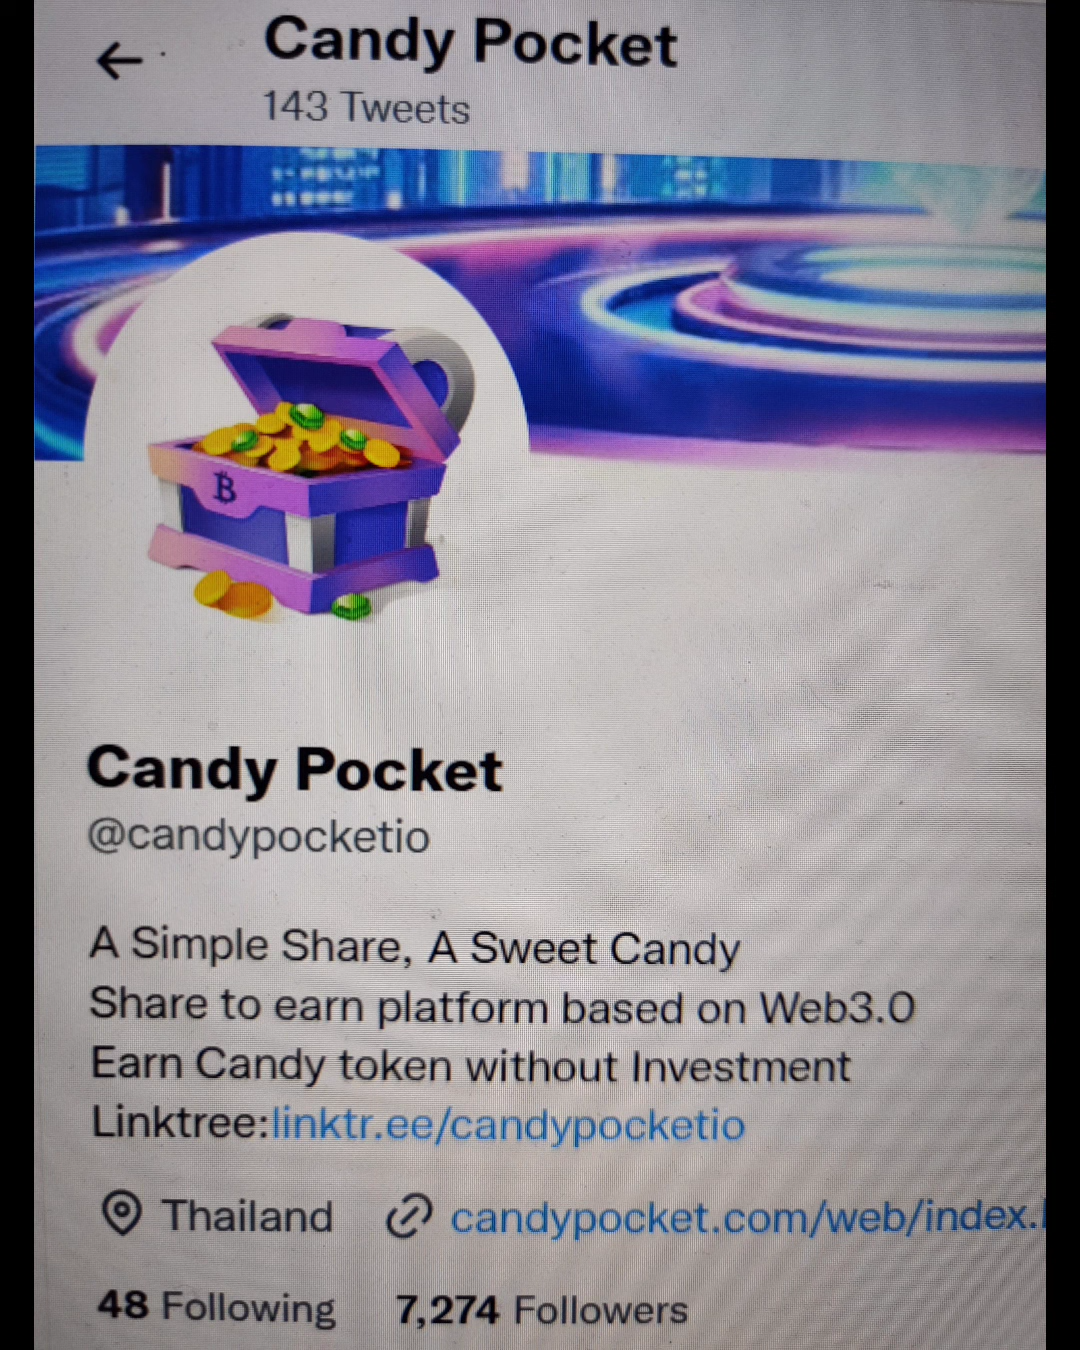 Candy Pocket
143 Tweets
B
Candy Pocket
@candypocketio
A Simple Share, A Sweet Candy
Share to earn platform based on Web3.0
Earn Candy token without Investment
Linktree:linktr.ee/candypocketio
Thailand candypocket.com/web/index.
48 Following 7,274 Followers